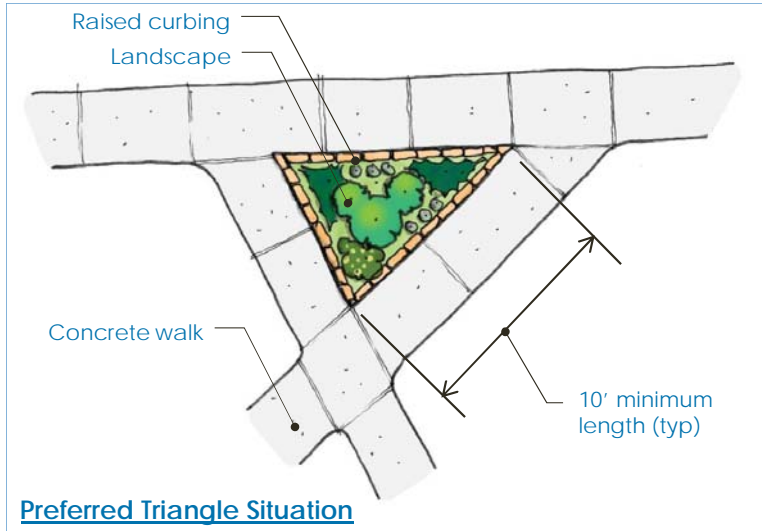 Raised curbing
Landscape
Concrete walk
10’ minimum
length (typ)
Preferred Triangle Situation